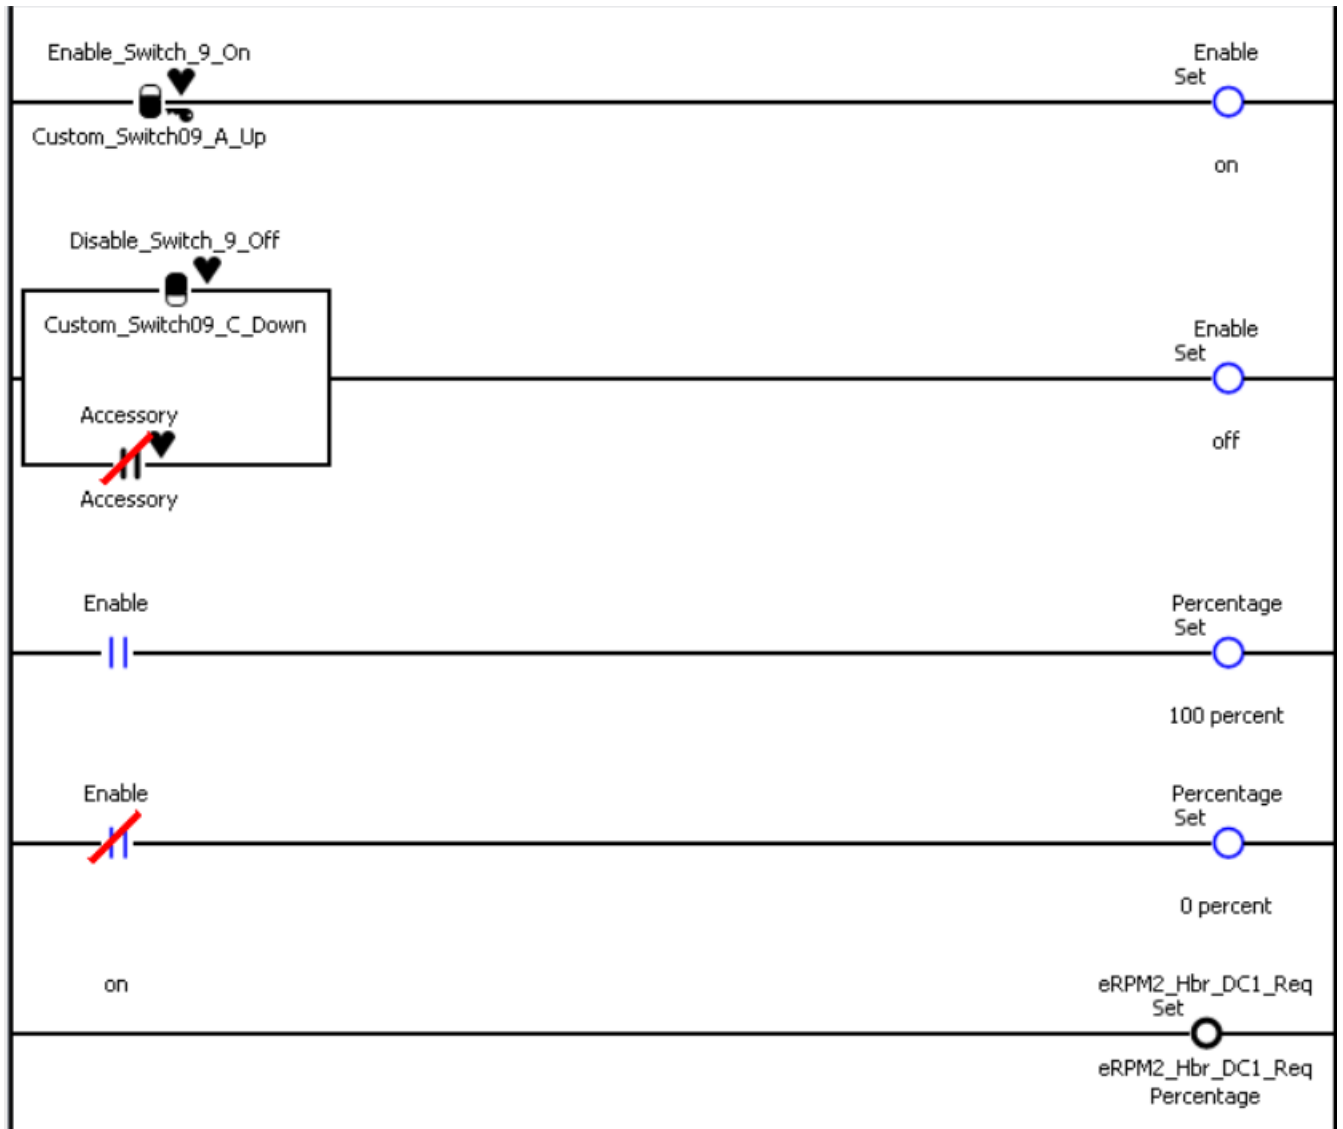 Enable_Switch_9_On
Enable
Set
Custom_Switch09_A_Up
on
Disable_Switch_9_Off
Custom_Switch09_C_Down
Enable
Set
Accessory
off
Accessory
Enable
Percentage
Set
100 percent
Enable
Percentage
Set
0 percent
on
eRPM2_Hbr_DC1_Req
Set
eRPM2_Hbr_DC1_Req
Percentage